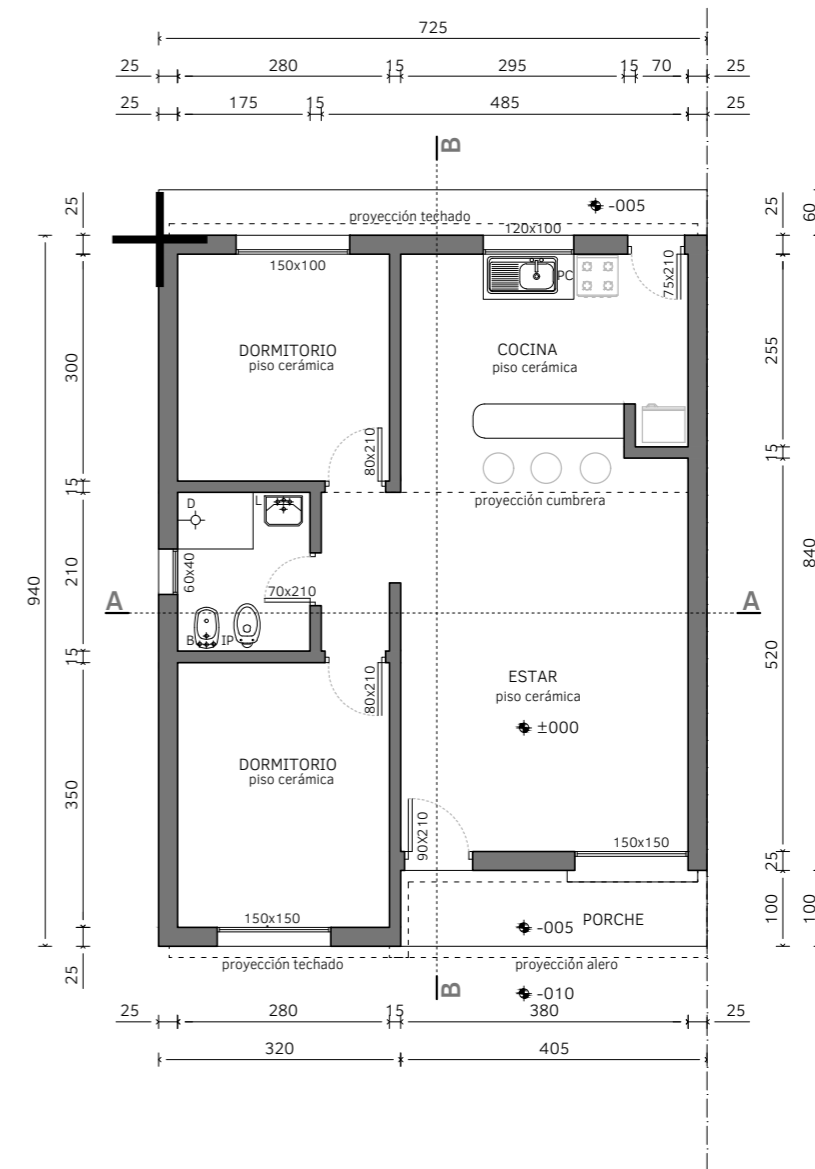 725
25 280 15 295 15 70 25
25 175 15 485 25
B
25
-005
25
60
proyección techado
120x100
150x100
PC
75x210
300
DORMITORIO
piso cerámica
COCINA
piso cerámica
255
80x210
15
proyección cumbrera
15
D
L
940
210
60x40
70x210
840
A
A
B
IP
15
80x210
520
ESTAR
piso cerámica
±000
DORMITORIO
piso cerámica
350
90X210
150x150
25
150x150
-005
PORCHE
100
100
25
proyección techado
proyección alero
B
-010
25 280 15 380 25
320 405